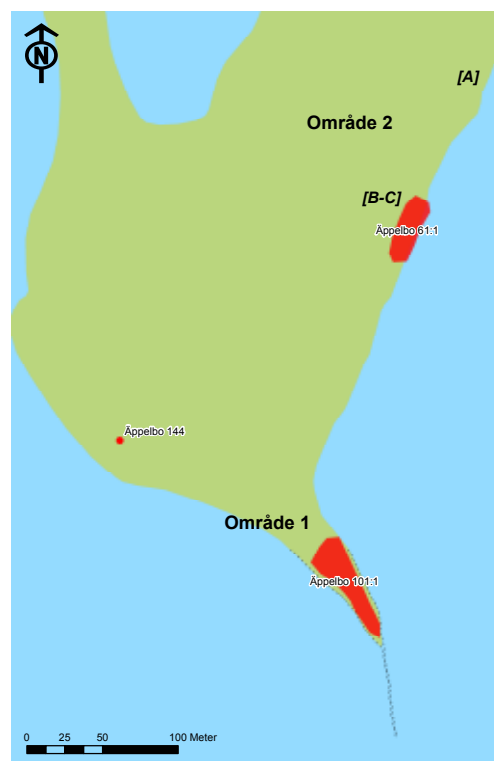 N
[A]
Område 2
[B-C]
Äppelbo 61:1
Äppelbo 144
Område 1
Äppelbo 101:1
0 25 50 100 Meter